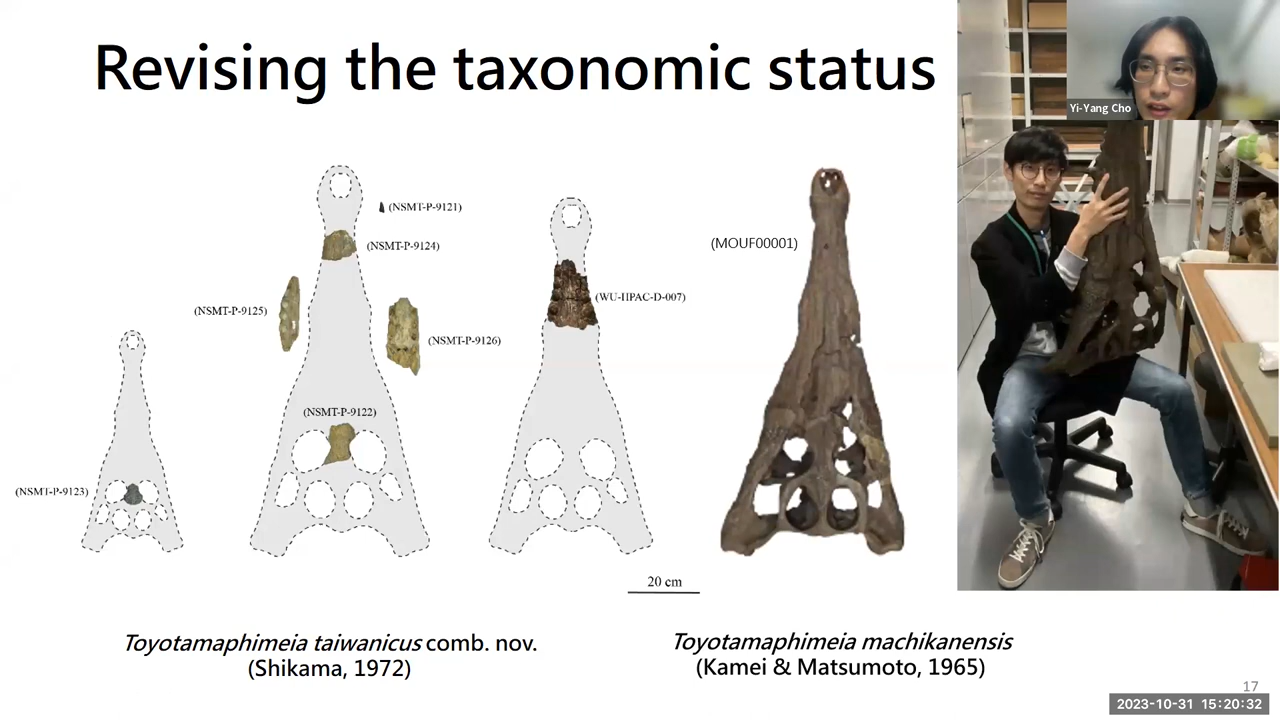 Revising the taxonomic status
Yi-Yang Cho
(NSMT-P-9121)
(NSMT-P-9124)
(MOUF00001)
(NSMT-P-9125)
(WU-HPAC-D-007)
(NSMT-P-9126)
(NSMT-P-9122)
(NSMT-P-9123)
20 cm
Toyotamaphimeia taiwanicus comb. nov.
(Shikama, 1972)
Toyotamaphimeia machikanensis
(Kamei & Matsumoto, 1965)
17
2023-10-31 15:20:32